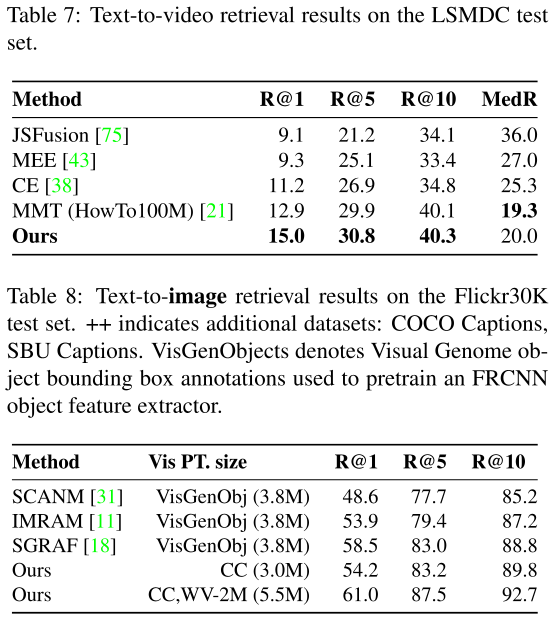 Table 7: Text-to-video retrieval results on the LSMDC test
set.
Method R@1 R@5 R@10 MedR
JSFusion [75] 9.1 21.2 34.1 36.0
MEE [43] 9.3 25.1 33.4 27.0
CE [38] 11.2 26.9 34.8 25.3
MMT (HowTo100M) [21] 12.9 29.9 40.1 19.3
Ours 15.0 30.8 40.3 20.0
Table 8: Text-to-image retrieval results on the Flickr30K
test set. ++ indicates additional datasets: COCO Captions,
SBU Captions. VisGenObjects denotes Visual Genome ob-
ject bounding box annotations used to pretrain an FRCNN
object feature extractor.
Method Vis PT. size R@1 R@5 R@10
SCANM [31] VisGenObj (3.8M) 48.6 77.7 85.2
IMRAM [11] VisGenObj (3.8M) 53.9 79.4 87.2
SGRAF [18] VisGenObj (3.8M) 58.5 83.0 88.8
Ours CC (3.0M) 54.2 83.2 89.8
Ours CC,WV-2M (5.5M) 61.0 87.5 92.7